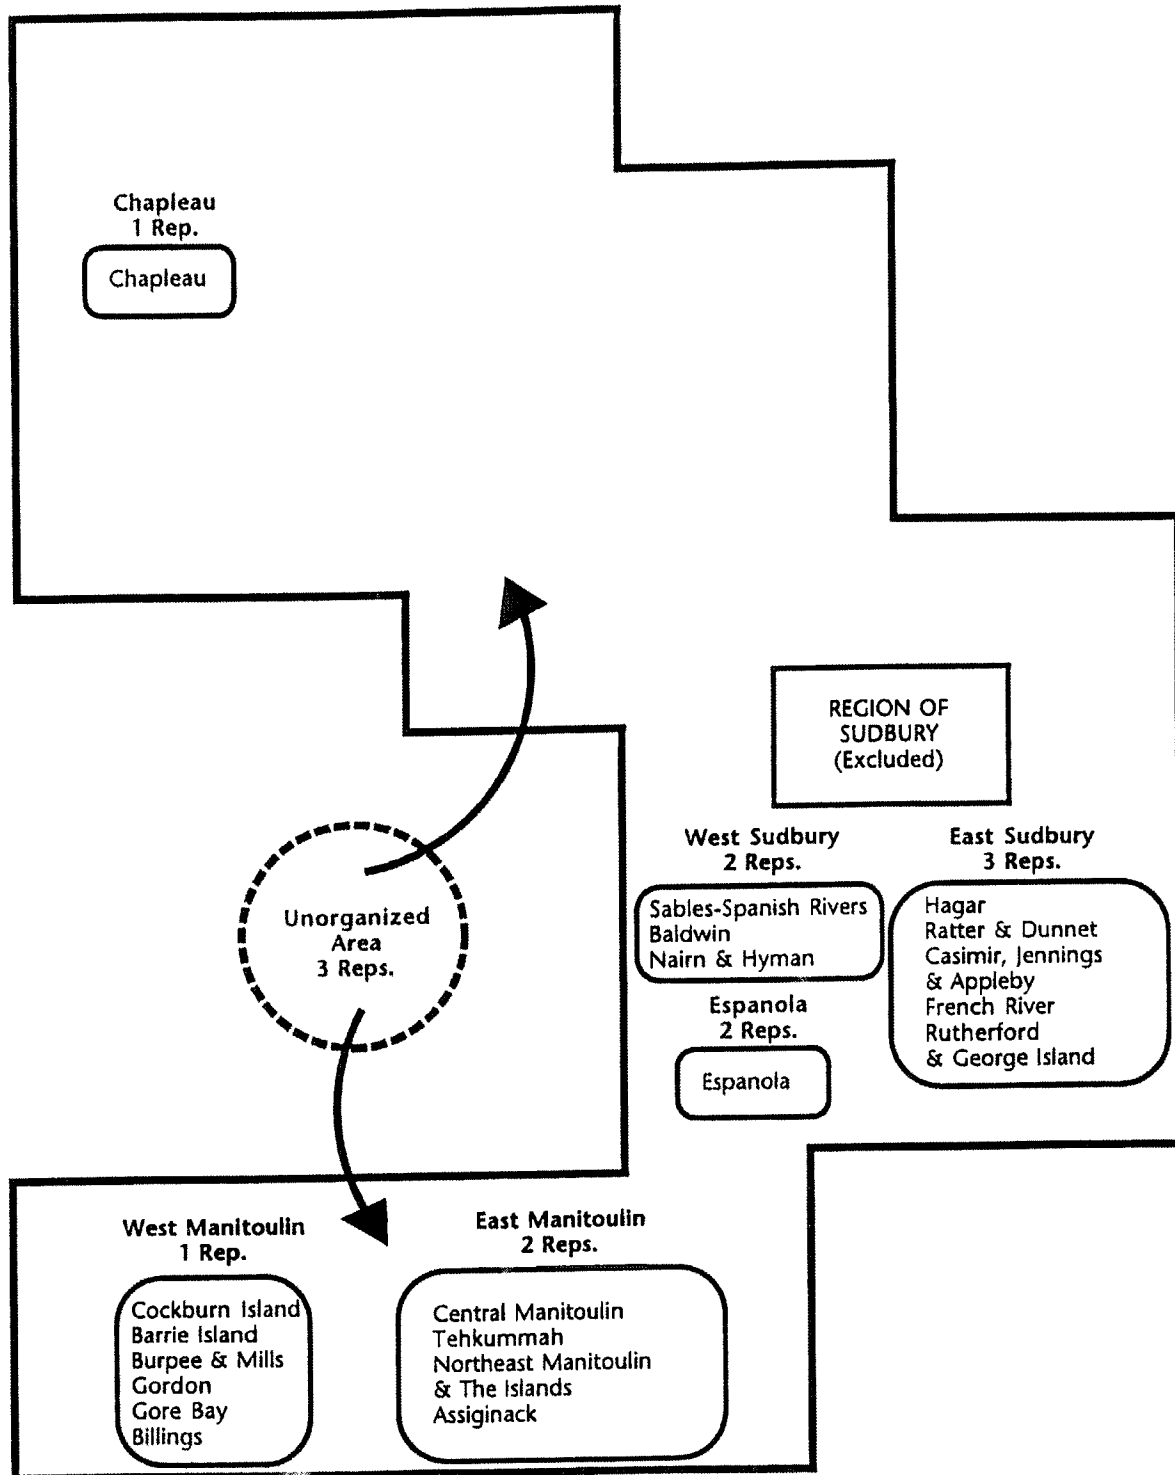 Chapleau
1 Rep.
Chapleau
REGION OF
SUDBURY
(Excluded)
West Sudbury
2 Reps.
Sables-Spanish Rivers
Baldwin
Nairn & Hyman
East Sudbury
3 Reps.
Hagar
Ratter & Dunnet
Casimir, Jennings
& Appleby
French River
Rutherford
& George Island
Unorganized
Area
3 Reps.
Espanola
2 Reps.
Espanola
West Manitoulin
1 Rep.
Cockburn Island
Barrie Island
Burpee & Mills
Gordon
Gore Bay
Billings
East Manitoulin
2 Reps.
Central Manitoulin
Tehkummah
Northeast Manitoulin
& The Islands
Assiginack